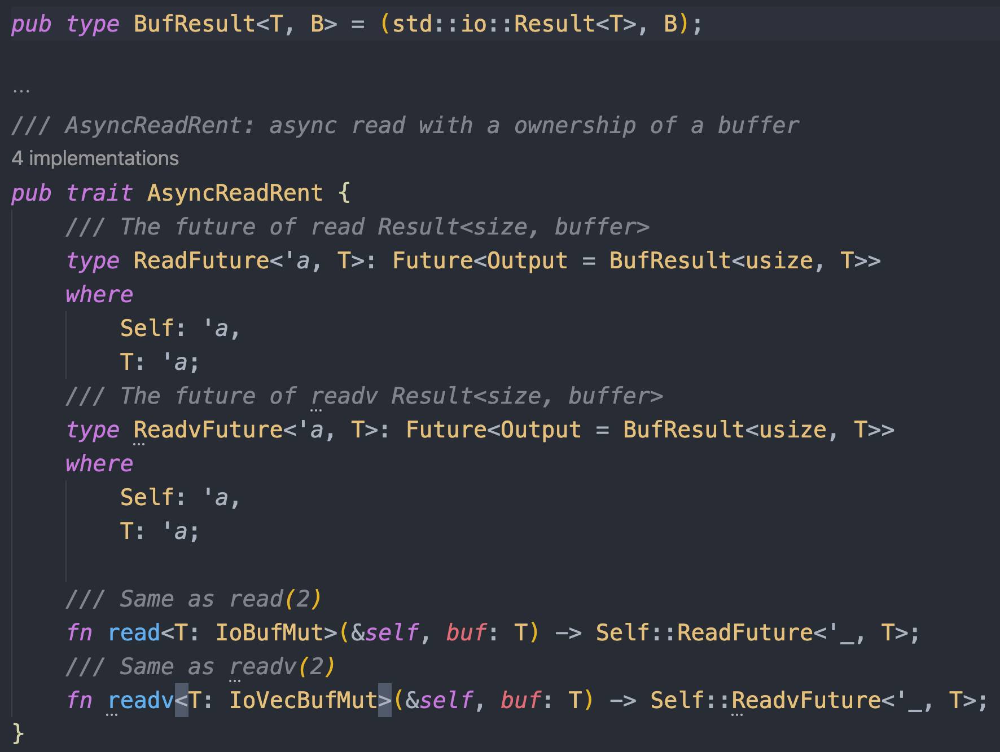 pub type BufResult<T, B> = (std::io::Result<T>, B);
...
/// AsyncReadRent: async read with a ownership of a buffer
4 implementations
pub trait AsyncReadRent {
    /// The future of read Result<size, buffer>
    type ReadFuture<'a, T>: Future<Output = BufResult<usize, T>>
    where
        Self: 'a,
        T: 'a;
    /// The future of readv Result<size, buffer>
    type ReadvFuture<'a, T>: Future<Output = BufResult<usize, T>>
    where
        Self: 'a,
        T: 'a;
    /// Same as read(2)
    fn read<T: IoBufMut>(&self, buf: T) -> Self::ReadFuture<'_, T>;
    /// Same as readv(2)
    fn readv<T: IoVecBufMut>(&self, buf: T) -> Self::ReadvFuture<'_, T>;
}